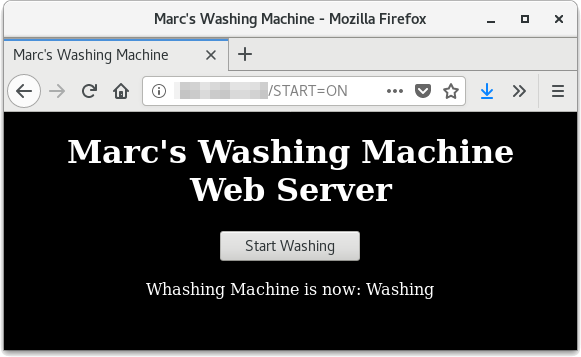 Marc's Washing Machine - Mozilla Firefox
Marc's Washing Machine
/START=ON
Marc's Washing Machine
Web Server
Start Washing
Whashing Machine is now: Washing